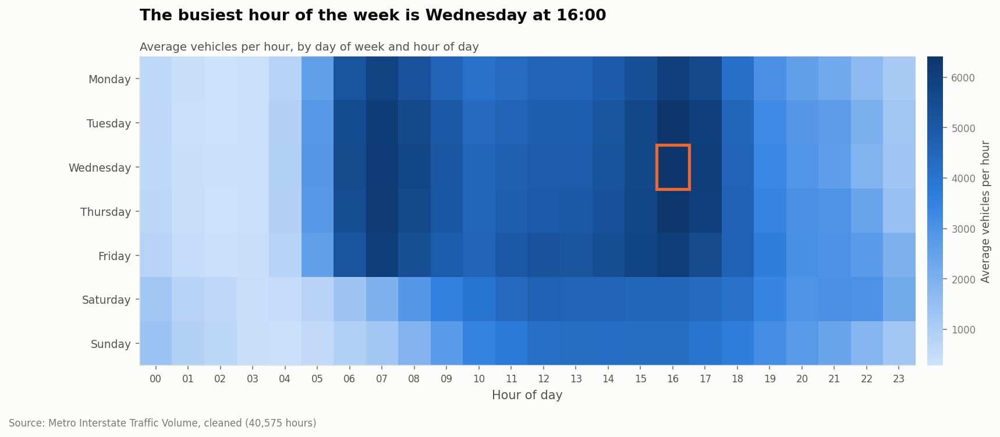 The busiest hour of the week is Wednesday at 16:00
Average vehicles per hour, by day of week and hour of day
Monday
Tuesday
Wednesday
Thursday
Friday
Saturday
Sunday
00 01 02 03 04 05 06 07 08 09 10 11 12 13 14 15 16 17 18 19 20 21 22 23
Hour of day
6000
5000
4000
3000
2000
1000
Average vehicles per hour
Source: Metro Interstate Traffic Volume, cleaned (40,575 hours)